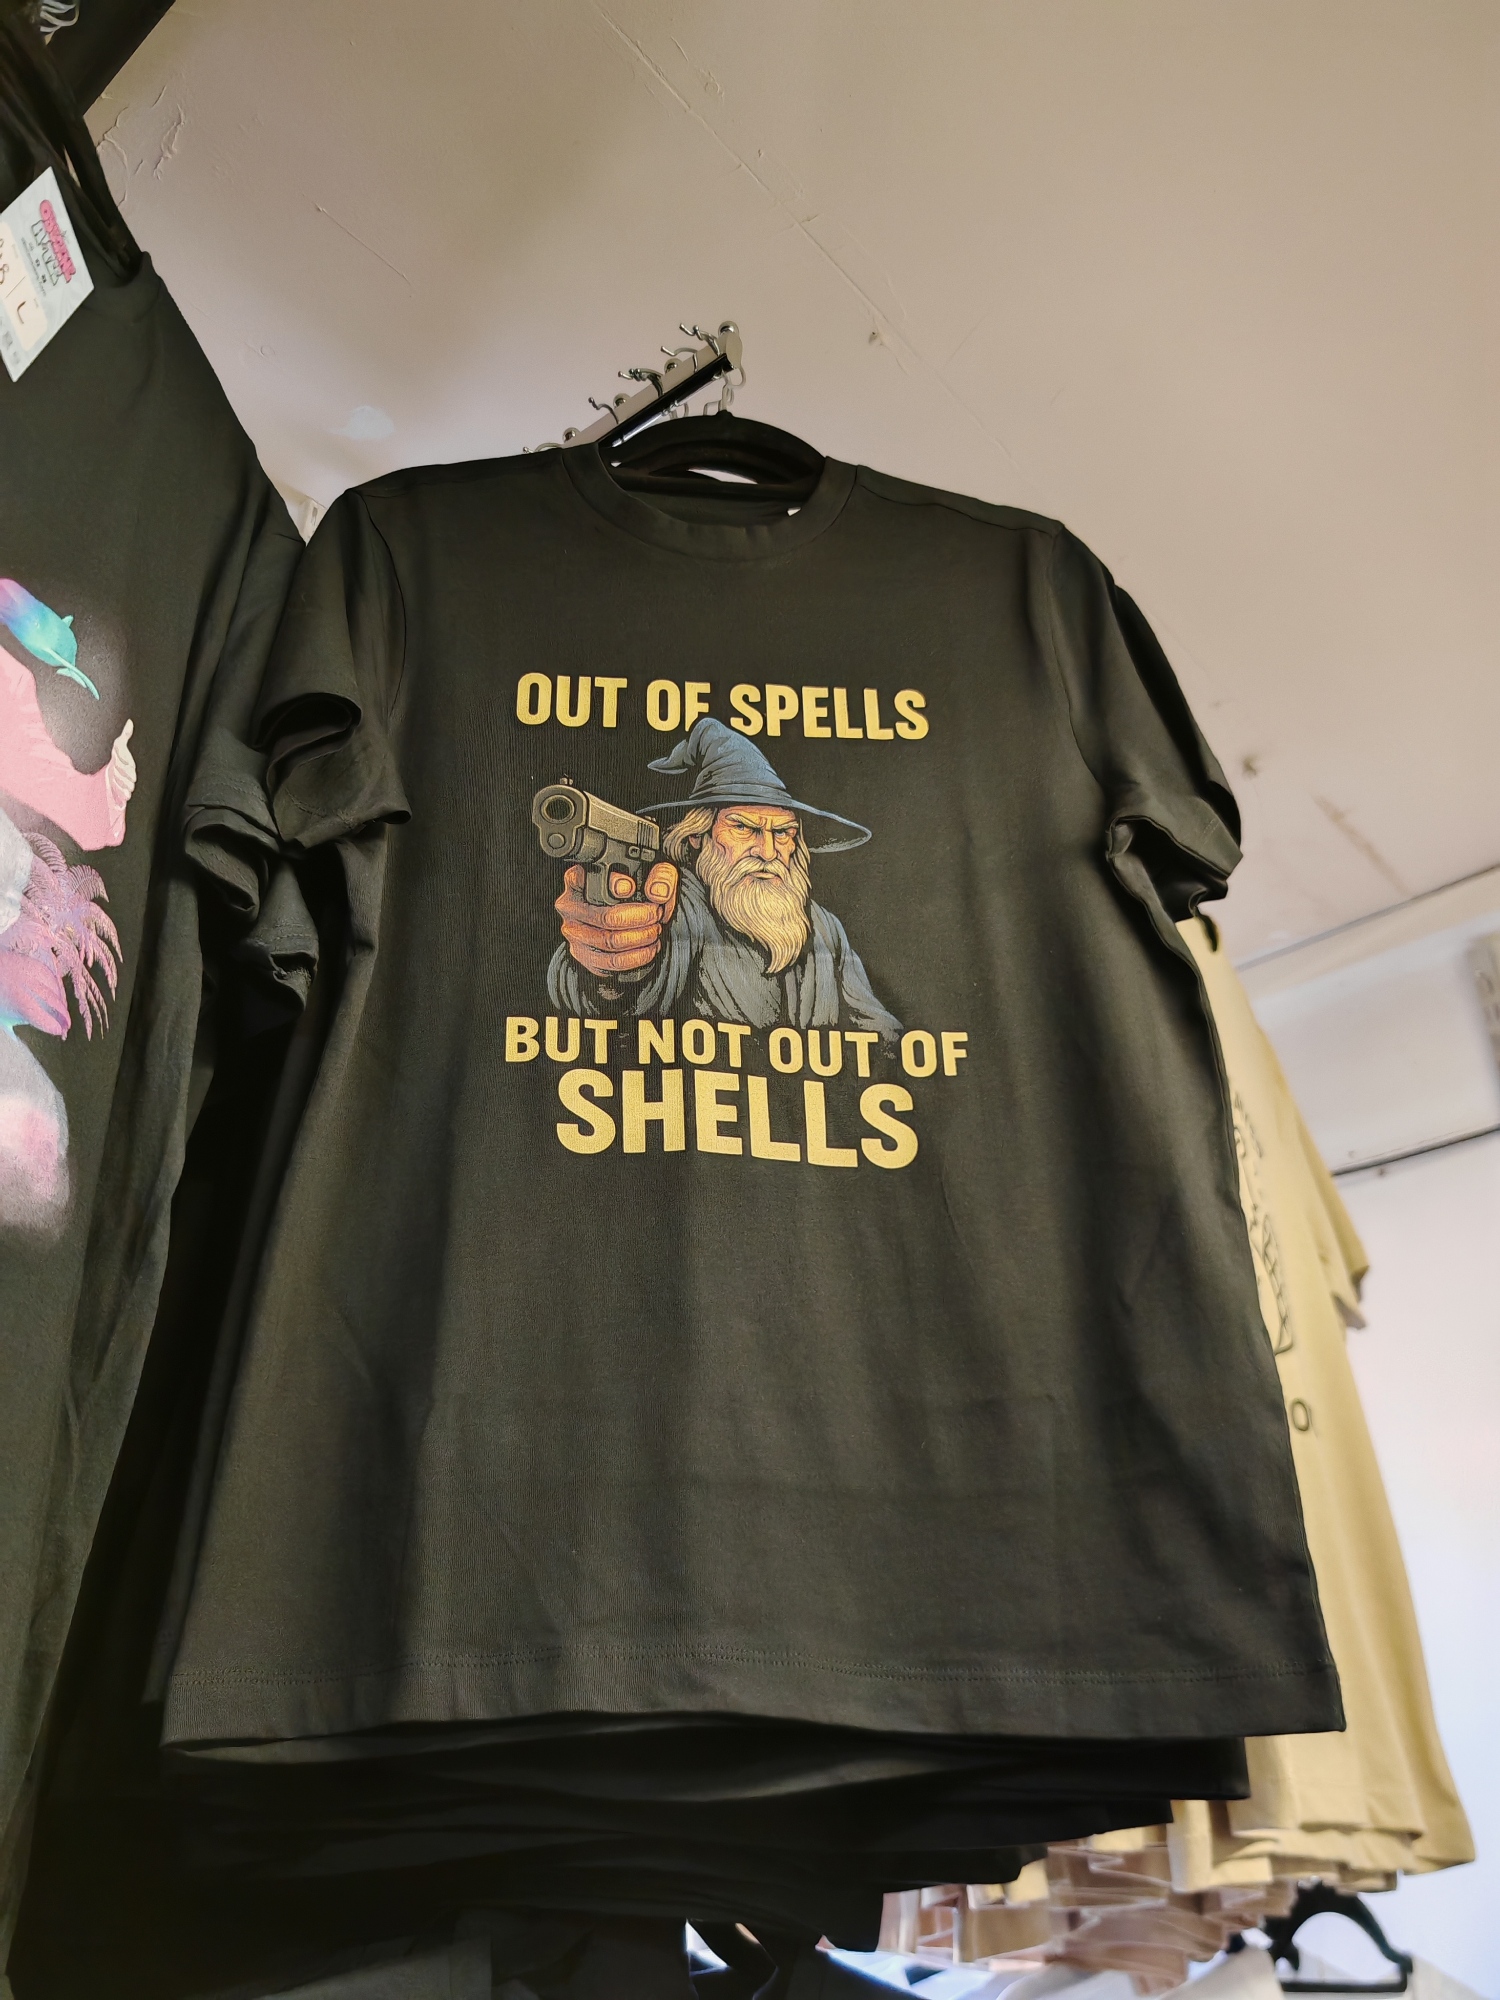 OUT OF SPELLS
BUT NOT OUT OF
SHELLS
L